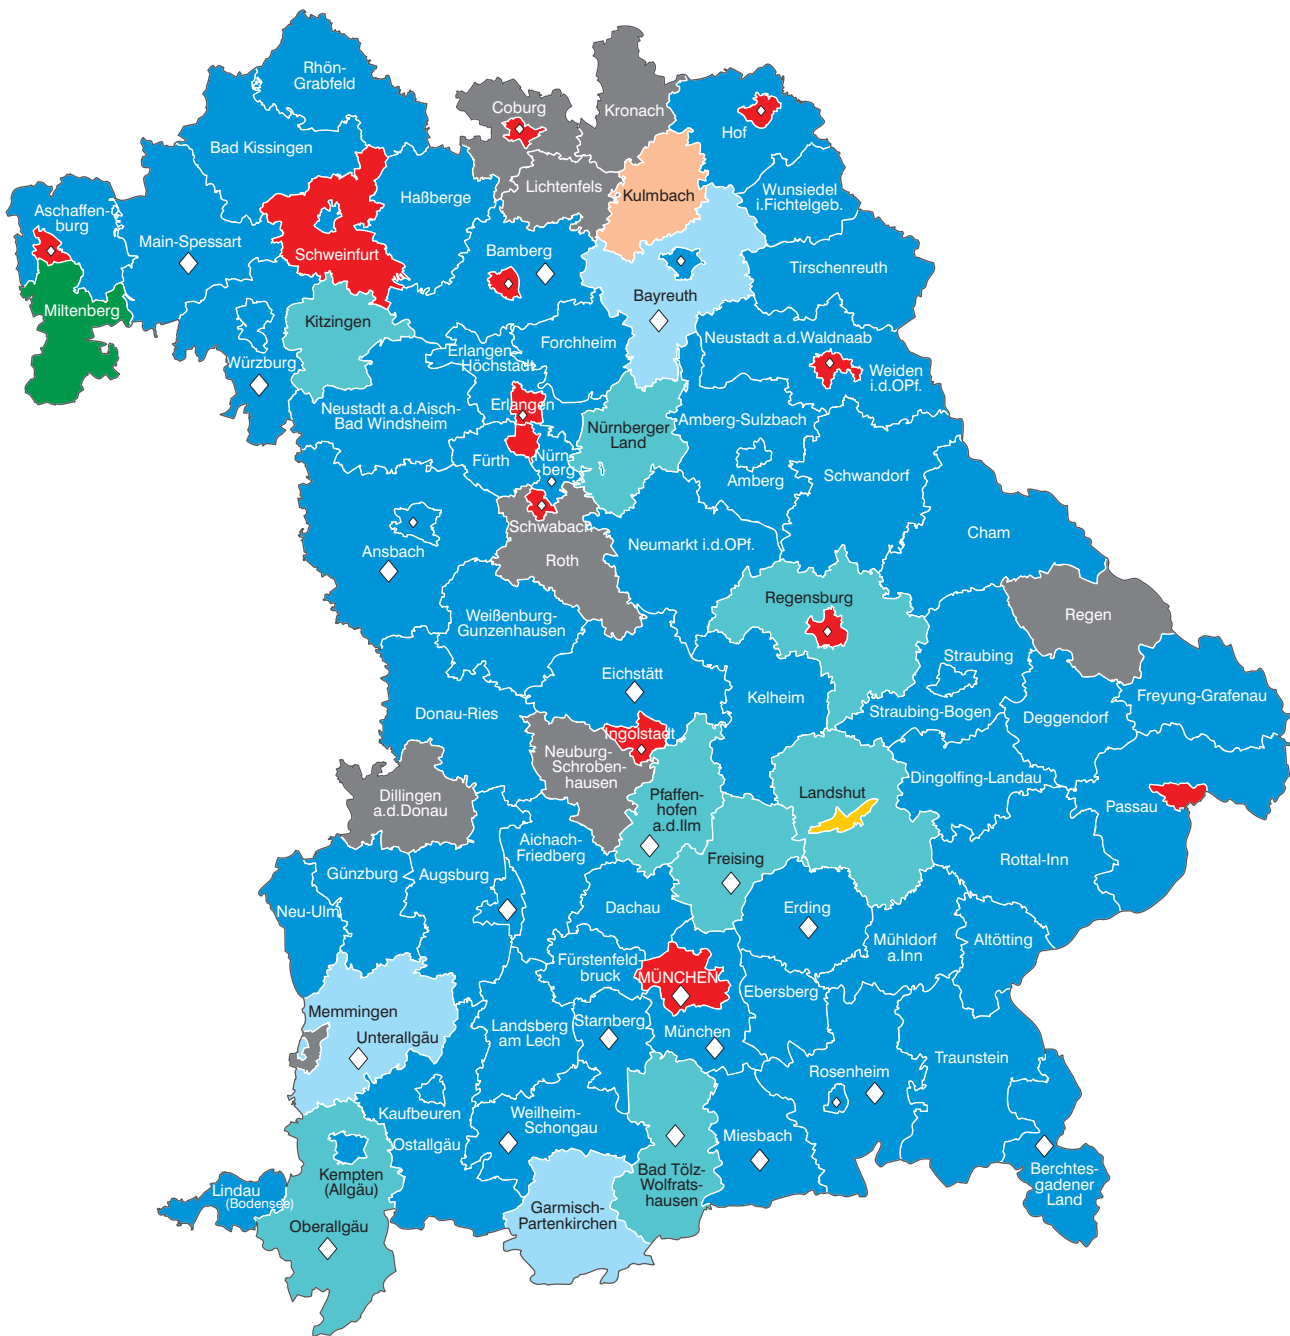 Rhön-
Grabfeld
Coburg
Kronach
Hof
Bad Kissingen
Lichtenfels
Kulmbach
Wunsiedel
i.Fichtelgeb.
Haßberge
Aschaffen-
burg
Main-Spessart
Schweinfurt
Bamberg
Tirschenreuth
Bayreuth
Miltenberg
Kitzingen
Neustadt a.d.Waldnaab
Forchheim
Erlangen-
Höchstadt
Würzburg
Weiden
i.d.OPf.
Erlangen
Neustadt a.d.Aisch-
Bad Windsheim
Nürnberger
Land
Amberg-Sulzbach
Fürth
Nürn-
berg
Amberg
Schwandorf
Schwabach
Roth
Neumarkt i.d.OPf.
Cham
Ansbach
Regensburg
Regen
Weißenburg-
Gunzenhausen
Straubing
Eichstätt
Kelheim
Freyung-Grafenau
Donau-Ries
Straubing-Bogen
Deggendorf
Ingolstadt
Neuburg-
Schroben-
hausen
Dingolfing-Landau
Dillingen
a.d.Donau
Pfaffen-
hofen
a.d.Ilm
Landshut
Passau
Aichach-
Friedberg
Freising
Rottal-Inn
Günzburg
Augsburg
Neu-Ulm
Dachau
Erding
Mühldorf
a.Inn
Altötting
Fürstenfeld
bruck
MÜNCHEN
Ebersberg
Memmingen
Unterallgäu
Landsberg
am Lech
Starnberg
München
Traunstein
Rosenheim
Kaufbeuren
Weilheim-
Schongau
Miesbach
Ostallgäu
Kempten
(Allgäu)
Bad Tölz-
Wolfrats-
hausen
Berchtes-
gadener
Land
Lindau
(Bodensee)
Garmisch-
Partenkirchen
Oberallgäu